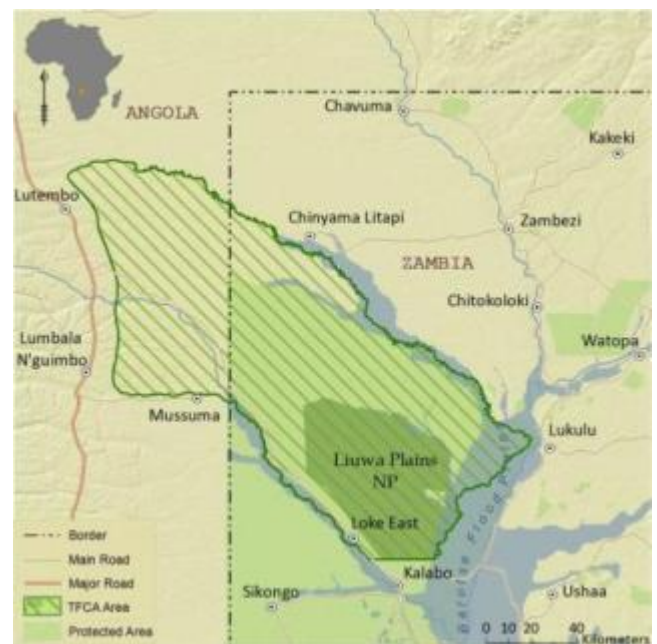 ANGOLA
Chavuma
Kakeki
Lutembo
Chinyama Litapi
Zambezi
ZAMBIA
Chitokoloki
Lumbala
N'guimbo
Watopa
Mussuma
Lukulu
Liuwa Plains
NP
Loke East
Kalabo
Sikongo
Ushaa
Border
Main Road
Major Road
TFCA Area
Protected Area
0 10 20 40
Kilometers